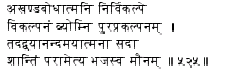 अखण्डबोधात्मनि निर्विकल्पे
विकल्पनं व्योम्नि पुरप्रकल्पनम् ।
तदद्वयानन्दमयात्मना सदा
शान्तिं परामेत्य भजस्व मौनम् ॥ ५२५॥